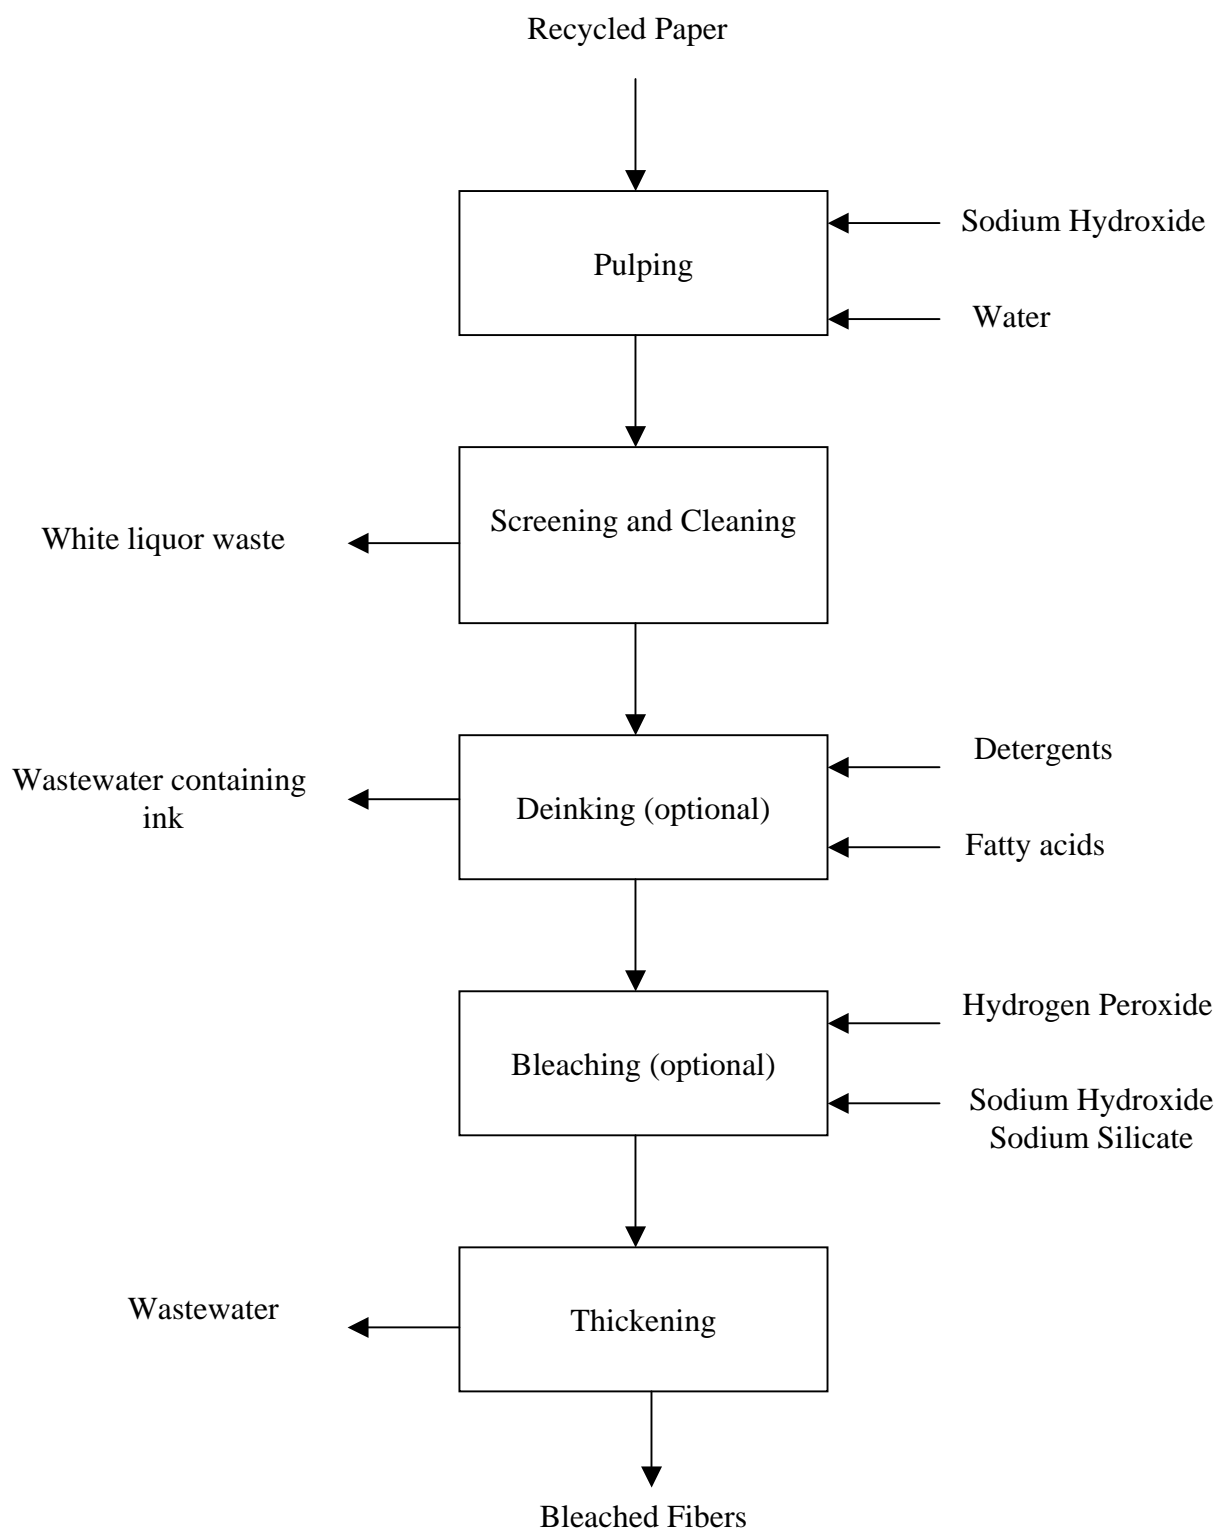 Recycled Paper
Sodium Hydroxide
Pulping
Water
Screening and Cleaning
White liquor waste
Detergents
Wastewater containing
ink
Deinking (optional)
Fatty acids
Hydrogen Peroxide
Bleaching (optional)
Sodium Hydroxide
Sodium Silicate
Wastewater
Thickening
Bleached Fibers